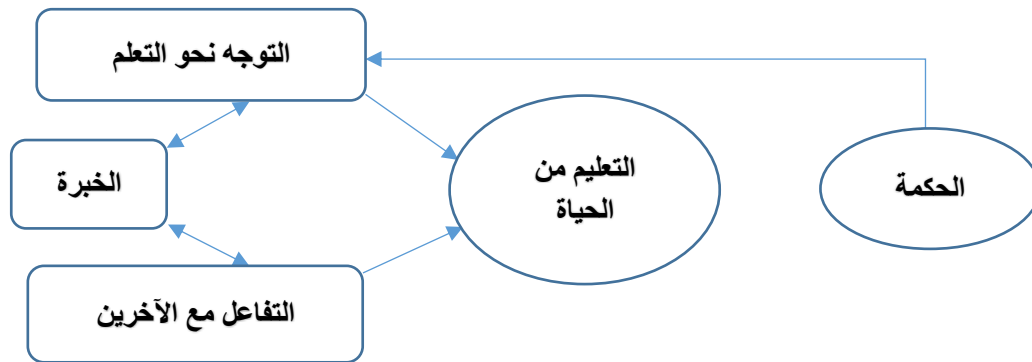 التوجه نحو التعلم
الحكمة
التعليم من
الحياة
الخبرة
التفاعل مع الآخرين